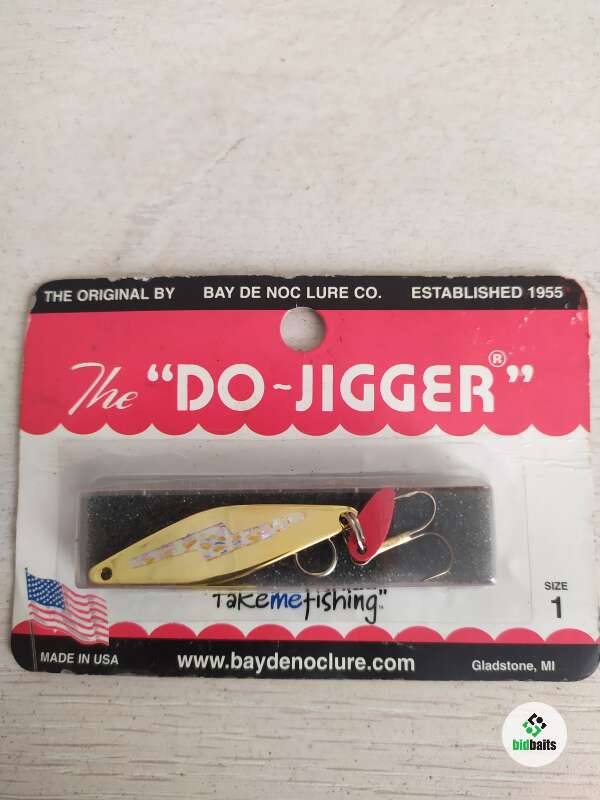 THE ORIGINAL BY BAY DE NOC LURE CO. ESTABLISHED 1955
The "DO~JIGGER®"
Takemefishing™
SIZE
1
MADE IN USA www.baydenoclure.com Gladstone, MI
bidbaits